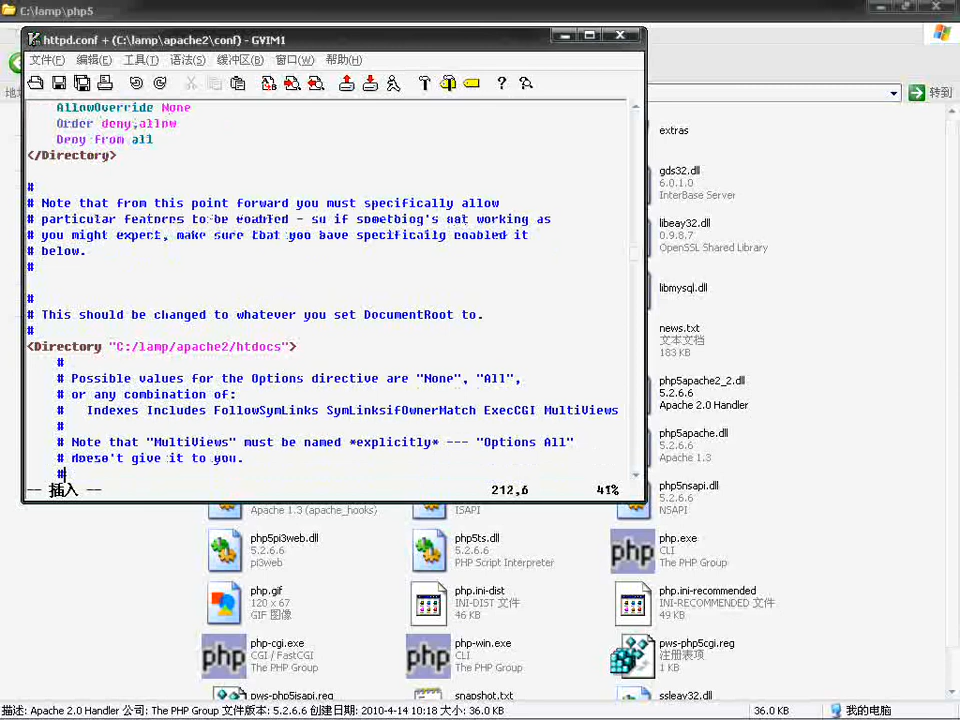 C:\lamp\php5
httpd.conf + (C:\lamp\apache2\conf) - GVIM1
文件(F) 编辑(E) 工具(T) 语法(S) 缓冲区(B) 窗口(W) 帮助(H)
转到
AllowOverride None
Order deny,allow
Deny from all
</Directory>
#
# Note that from this point forward you must specifically allow
# particular features to be enabled - so if something's not working as
# you might expect, make sure that you have specifically enabled it
# below.
#
#
# This should be changed to whatever you set DocumentRoot to.
#
<Directory "C:/lamp/apache2/htdocs">
#
# Possible values for the Options directive are "None", "All",
# or any combination of:
# Indexes Includes FollowSymLinks SymLinksifOwnerMatch ExecCGI MultiViews
#
# Note that "MultiViews" must be named *explicitly* --- "Options All"
# doesn't give it to you.
#
-- 插入 -- 212,6 41%
extras
gds32.dll
6.0.1.0
InterBase Server
libeay32.dll
0.9.8.7
OpenSSL Shared Library
libmysql.dll
news.txt
文本文档
183 KB
php5apache2_2.dll
5.2.6.6
Apache 2.0 Handler
php5apache.dll
5.2.6.6
Apache 1.3
php5nsapi.dll
5.2.6.6
NSAPI
Apache 1.3 (apache_hooks)
ISAPI
php5pi3web.dll
5.2.6.6
pi3web
php5ts.dll
5.2.6.6
PHP Script Interpreter
php.exe
CLI
The PHP Group
php.gif
120 x 67
GIF 图像
php.ini-dist
INI-DIST 文件
46 KB
php.ini-recommended
INI-RECOMMENDED 文件
49 KB
php-cgi.exe
CGI / FastCGI
The PHP Group
php-win.exe
CLI
The PHP Group
pws-php5cgi.reg
注册表项
1 KB
pws-php5isapi.reg
snapshot.txt
ssleay32.dll
描述: Apache 2.0 Handler 公司: The PHP Group 文件版本: 5.2.6.6 创建日期: 2010-4-14 10:18 大小: 36.0 KB
36.0 KB
我的电脑